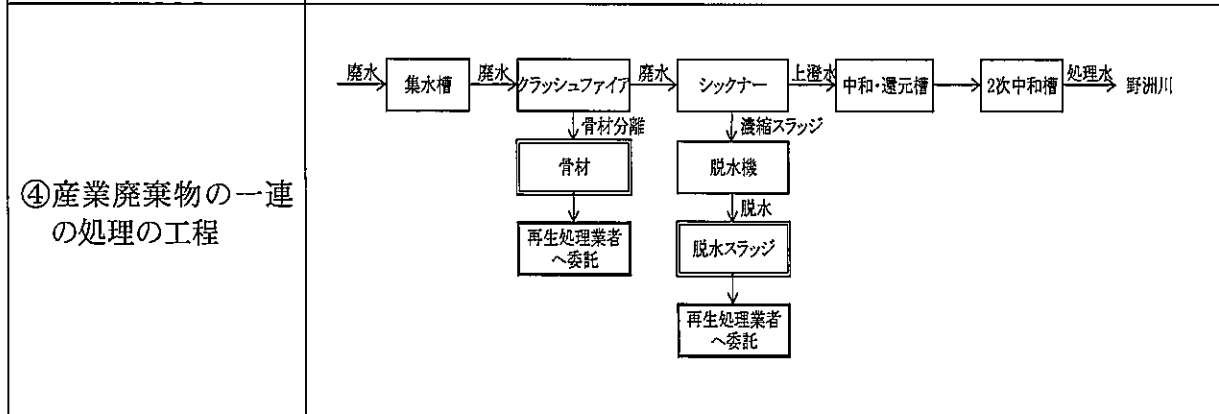 ④産業廃棄物の一連
の処理の工程
廃水
集水槽
廃水
クラッシュファイア
廃水
シックナー
上澄水
中和・還元槽
2次中和槽
処理水
野洲川
骨材分離
濃縮スラッジ
骨材
脱水機
脱水
再生処理業者
へ委託
脱水スラッジ
再生処理業者
へ委託